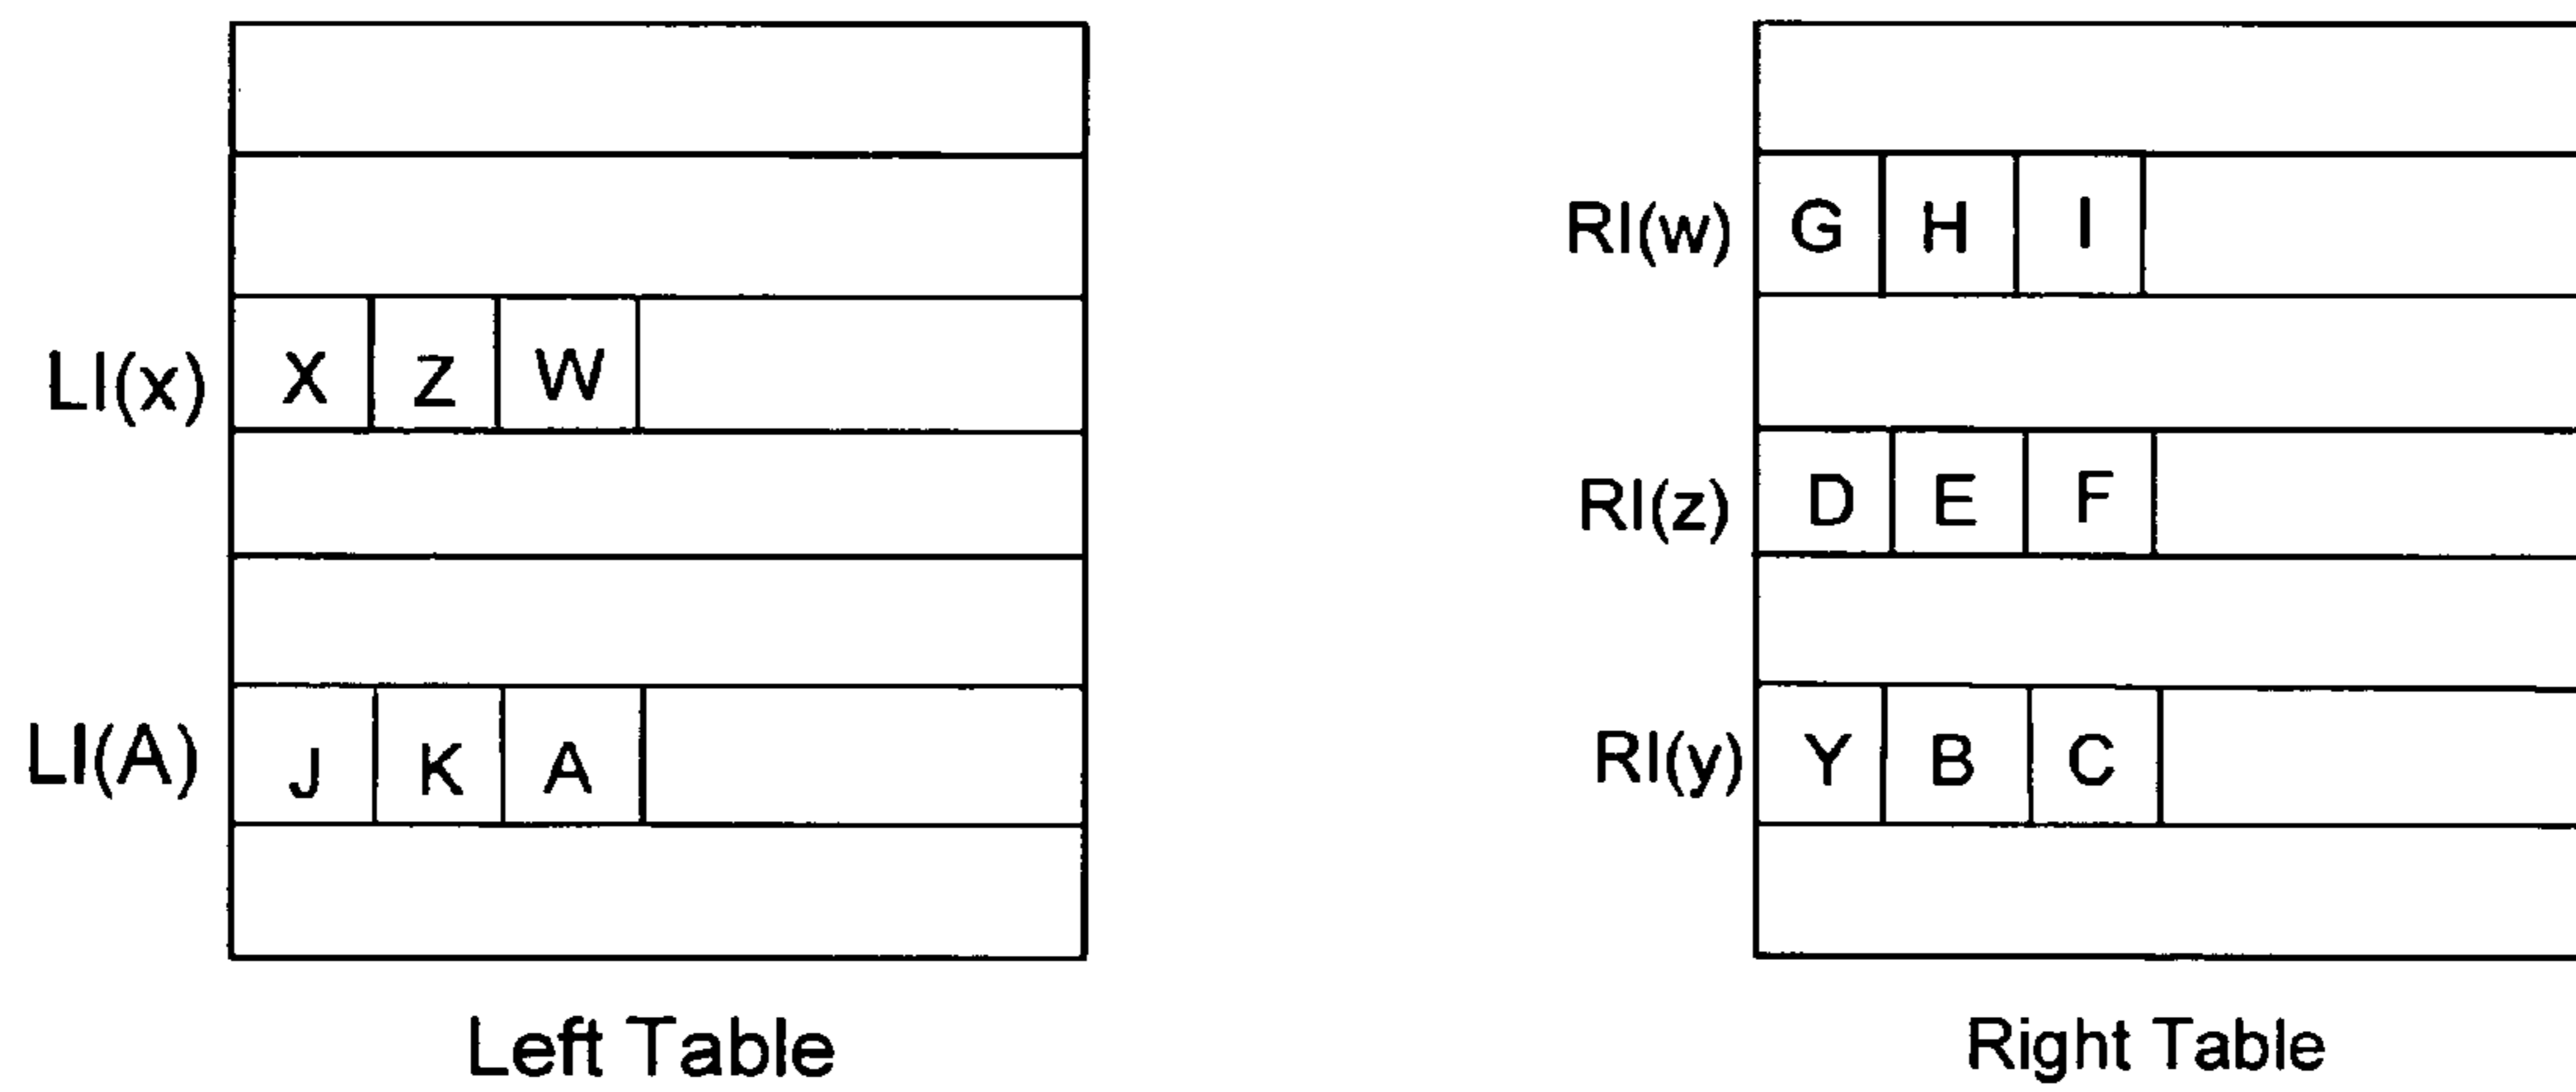 RI(w) G H I
LI(x) X Z W
RI(z) D E F
LI(A) J K A
RI(y) Y B C
Left Table
Right Table